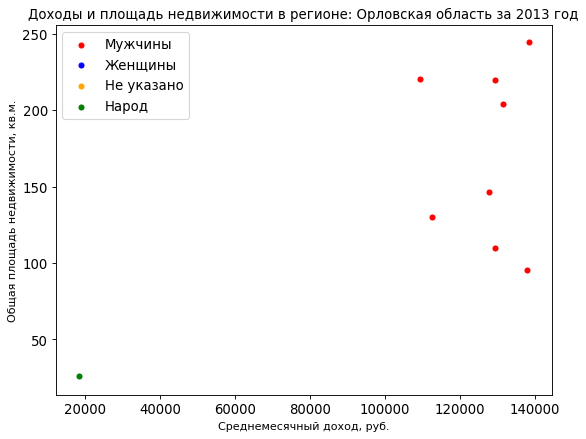 Доходы и площадь недвижимости в регионе: Орловская область за 2013 год
Мужчины
Женщины
Не указано
Народ
Общая площадь недвижимости, кв.м.
250
200
150
100
50
20000 40000 60000 80000 100000 120000 140000
Среднемесячный доход, руб.